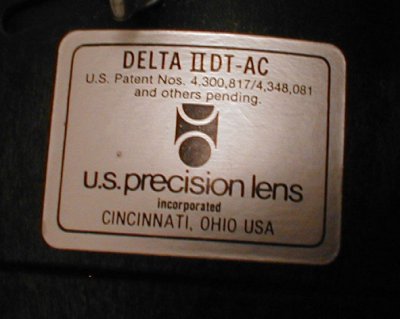 DELTA II DT-AC
U.S. Patent Nos. 4,300,817/4,348,081
and others pending.
u.s. precision lens
incorporated
CINCINNATI, OHIO USA